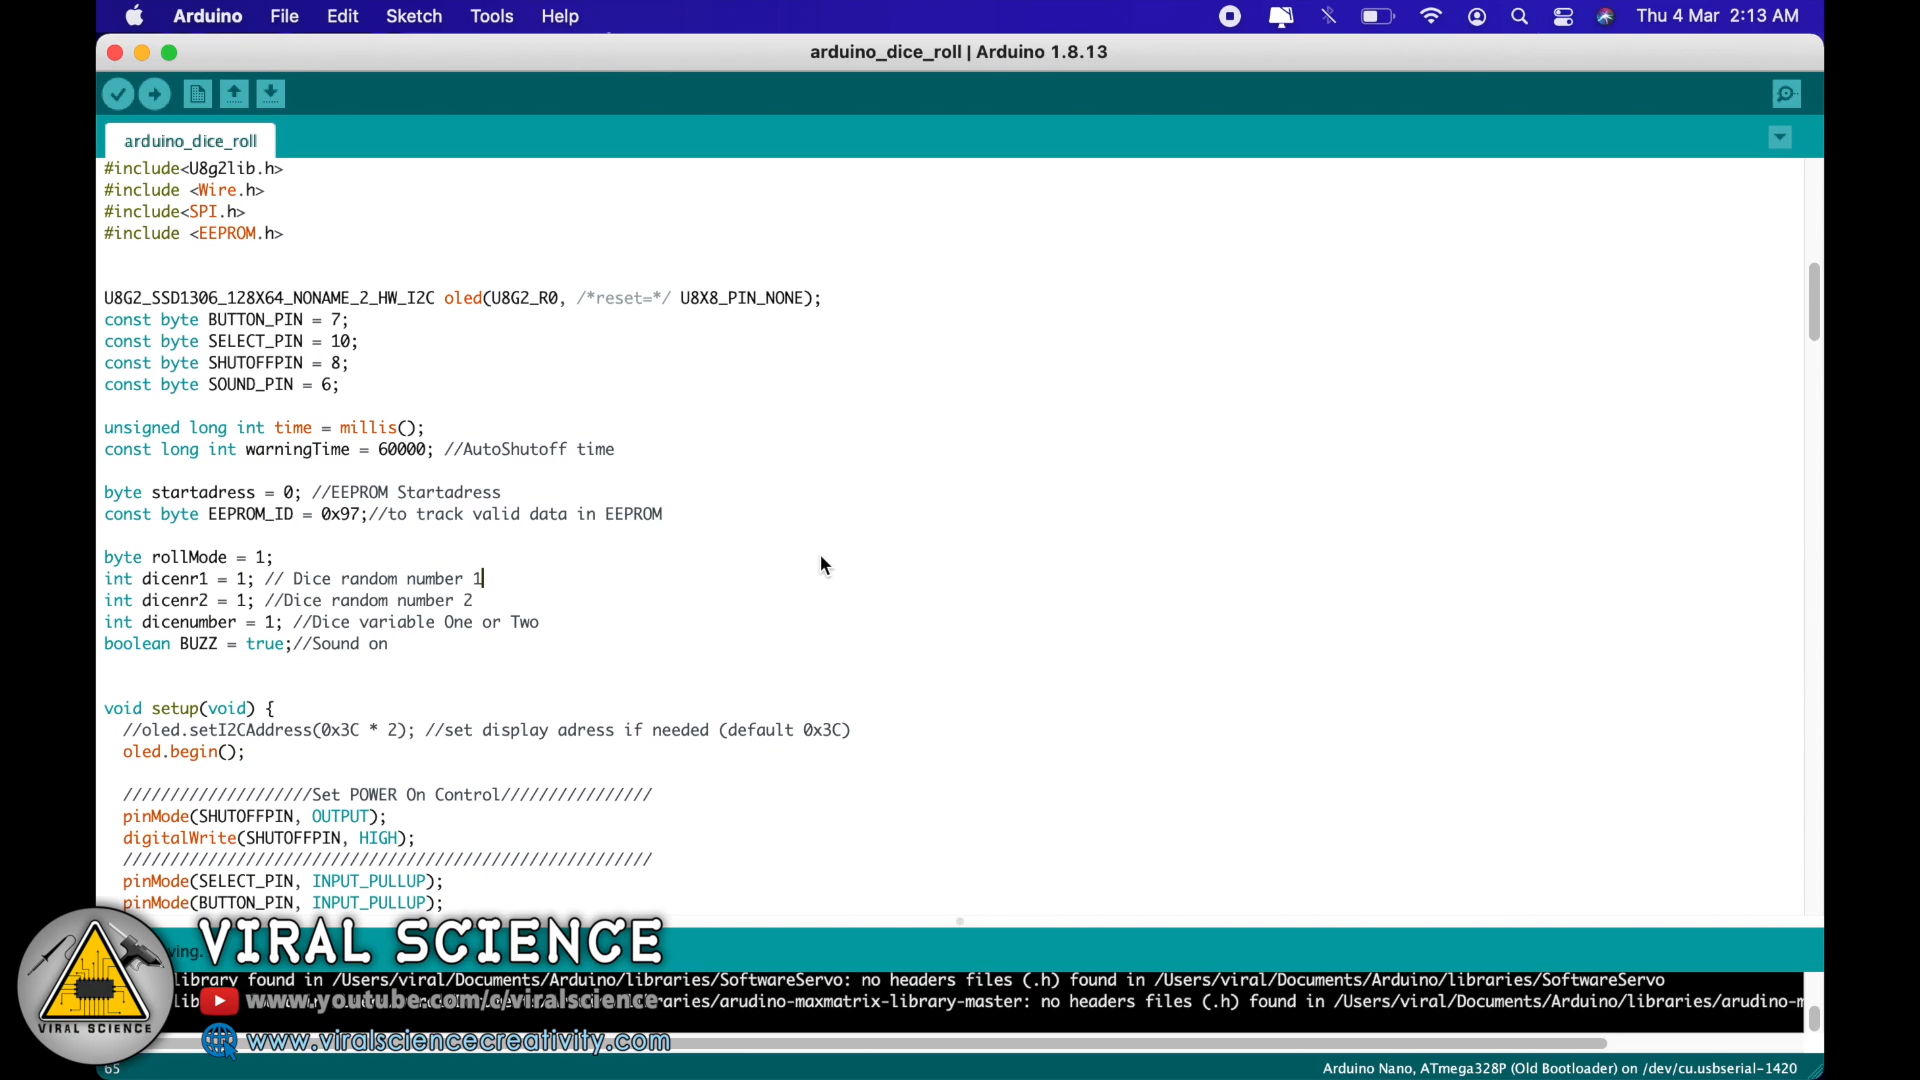 Arduino File Edit Sketch Tools Help Thu 4 Mar 2:13 AM
arduino_dice_roll | Arduino 1.8.13
arduino_dice_roll
#include<U8g2lib.h>
#include <Wire.h>
#include<SPI.h>
#include <EEPROM.h>
U8G2_SSD1306_128X64_NONAME_2_HW_I2C oled(U8G2_R0, /*reset=*/ U8X8_PIN_NONE);
const byte BUTTON_PIN = 7;
const byte SELECT_PIN = 10;
const byte SHUTOFFPIN = 8;
const byte SOUND_PIN = 6;
unsigned long int time = millis();
const long int warningTime = 60000; //AutoShutoff time
byte startadress = 0; //EEPROM Startadress
const byte EEPROM_ID = 0x97;//to track valid data in EEPROM
byte rollMode = 1;
int dicenr1 = 1; // Dice random number 1
int dicenr2 = 1; //Dice random number 2
int dicenumber = 1; //Dice variable One or Two
boolean BUZZ = true;//Sound on
void setup(void) {
//oled.setI2CAddress(0x3C * 2); //set display adress if needed (default 0x3C)
oled.begin();
////////////////////Set POWER On Control////////////////
pinMode(SHUTOFFPIN, OUTPUT);
digitalWrite(SHUTOFFPIN, HIGH);
////////////////////////////////////////////////////////
pinMode(SELECT_PIN, INPUT_PULLUP);
pinMode(BUTTON_PIN, INPUT_PULLUP);
VIRAL SCIENCE
library found in /Users/viral/Documents/Arduino/libraries/SoftwareServo: no headers files (.h) found in /Users/viral/Documents/Arduino/libraries/SoftwareServo
www.youtube.com/c/viralscience
raries/arudino-maxmatrix-library-master: no headers files (.h) found in /Users/viral/Documents/Arduino/libraries/arudino-m
VIRAL SCIENCE
www.viralsciencecreativity.com
65 Arduino Nano, ATmega328P (Old Bootloader) on /dev/cu.usbserial-1420